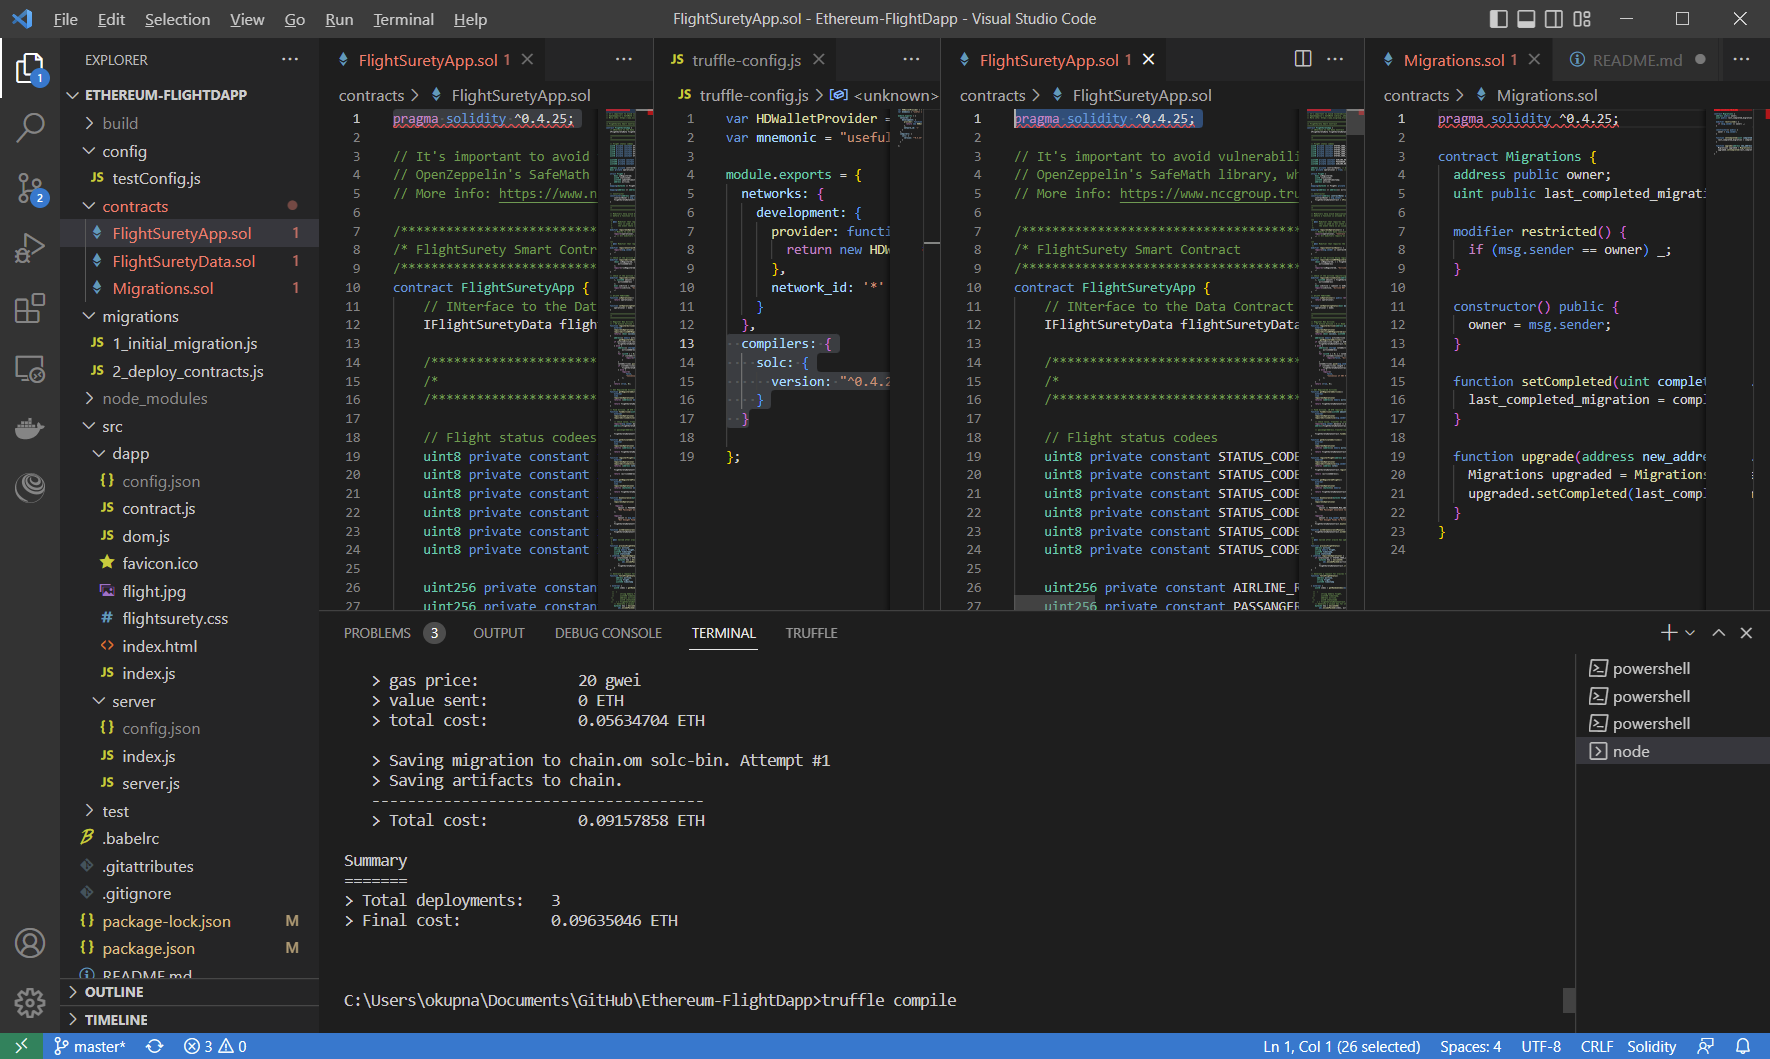 File Edit Selection View Go Run Terminal Help
FlightSuretyApp.sol - Ethereum-FlightDapp - Visual Studio Code
EXPLORER
ETHEREUM-FLIGHTDAPP
build
config
JS testConfig.js
contracts
FlightSuretyApp.sol 1
FlightSuretyData.sol 1
Migrations.sol 1
migrations
JS 1_initial_migration.js
JS 2_deploy_contracts.js
node_modules
src
dapp
{} config.json
JS contract.js
JS dom.js
favicon.ico
flight.jpg
# flightsurety.css
<> index.html
JS index.js
server
{} config.json
JS index.js
JS server.js
test
.babelrc
.gitattributes
.gitignore
{} package-lock.json M
{} package.json M
README.md
OUTLINE
TIMELINE
1
2
FlightSuretyApp.sol 1
contracts > FlightSuretyApp.sol
1 pragma solidity ^0.4.25;
2
3 // It's important to avoid
4 // OpenZeppelin's SafeMath
5 // More info: https://www.nc
6
7 /***************************
8 /* FlightSurety Smart Contr
9 /***************************
10 contract FlightSuretyApp {
11 // INterface to the Dat
12 IFlightSuretyData fligh
13
14 /***********************
15 /*
16 /***********************
17
18 // Flight status codees
19 uint8 private constant
20 uint8 private constant
21 uint8 private constant
22 uint8 private constant
23 uint8 private constant
24 uint8 private constant
25
26 uint256 private constan
27 uint256 private constan
JS truffle-config.js
JS truffle-config.js > <unknown>
1 var HDWalletProvider =
2 var mnemonic = "useful
3
4 module.exports = {
5 networks: {
6 development: {
7 provider: functi
8 return new HDW
9 },
10 network_id: '*'
11 }
12 },
13 compilers: {
14 solc: {
15 version: "^0.4.2
16 }
17 }
18
19 };
FlightSuretyApp.sol 1
contracts > FlightSuretyApp.sol
1 pragma solidity ^0.4.25;
2
3 // It's important to avoid vulnerabili
4 // OpenZeppelin's SafeMath library, wh
5 // More info: https://www.nccgroup.tru
6
7 /*************************************
8 /* FlightSurety Smart Contract
9 /*************************************
10 contract FlightSuretyApp {
11 // INterface to the Data Contract
12 IFlightSuretyData flightSuretyData
13
14 /*********************************
15 /*
16 /*********************************
17
18 // Flight status codees
19 uint8 private constant STATUS_CODE
20 uint8 private constant STATUS_CODE
21 uint8 private constant STATUS_CODE
22 uint8 private constant STATUS_CODE
23 uint8 private constant STATUS_CODE
24 uint8 private constant STATUS_CODE
25
26 uint256 private constant AIRLINE_R
27 uint256 private constant PASSANGER
Migrations.sol 1
README.md
contracts > Migrations.sol
1 pragma solidity ^0.4.25;
2
3 contract Migrations {
4 address public owner;
5 uint public last_completed_migrati
6
7 modifier restricted() {
8 if (msg.sender == owner) _;
9 }
10
11 constructor() public {
12 owner = msg.sender;
13 }
14
15 function setCompleted(uint complet
16 last_completed_migration = compl
17 }
18
19 function upgrade(address new_addre
20 Migrations upgraded = Migrations
21 upgraded.setCompleted(last_compl
22 }
23 }
24
PROBLEMS 3 OUTPUT DEBUG CONSOLE TERMINAL TRUFFLE
> gas price: 20 gwei
> value sent: 0 ETH
> total cost: 0.05634704 ETH
> Saving migration to chain.om solc-bin. Attempt #1
> Saving artifacts to chain.
-------------------------------------
> Total cost: 0.09157858 ETH
Summary
=======
> Total deployments: 3
> Final cost: 0.09635046 ETH
C:\Users\okupna\Documents\GitHub\Ethereum-FlightDapp>truffle compile
powershell
powershell
powershell
node
master* 3 0
Ln 1, Col 1 (26 selected) Spaces: 4 UTF-8 CRLF Solidity